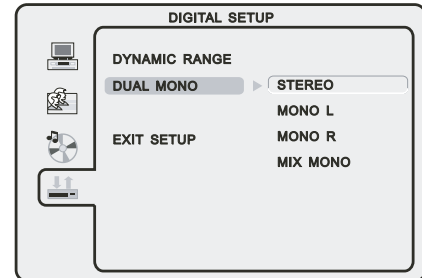 DIGITAL SETUP
DYNAMIC RANGE
DUAL MONO
STEREO
MONO L
EXIT SETUP
MONO R
MIX MONO